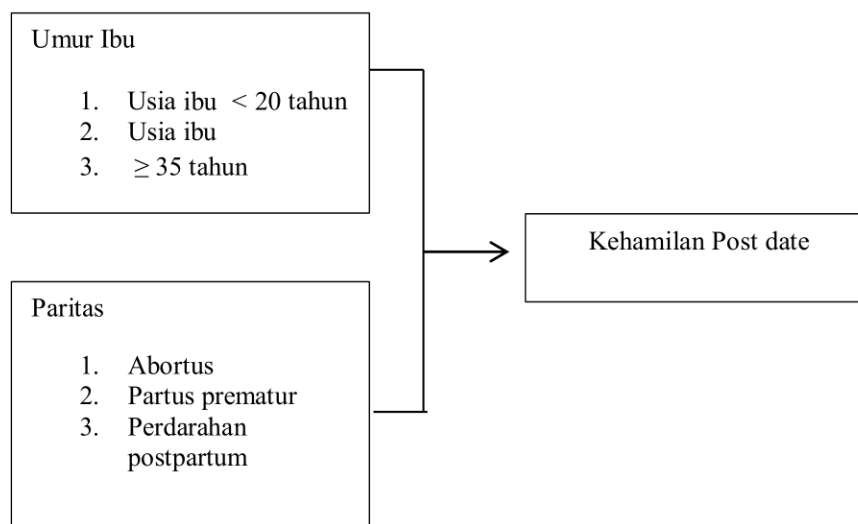 Umur Ibu
1. Usia ibu < 20 tahun
2. Usia ibu
3. ≥ 35 tahun
Kehamilan Post date
Paritas
1. Abortus
2. Partus prematur
3. Perdarahan
postpartum